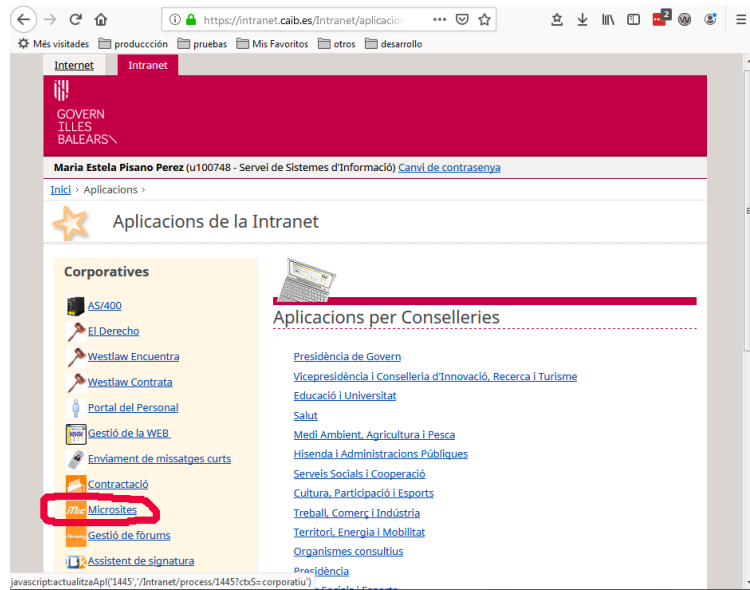 https://intranet.caib.es/Intranet/aplicacio
2
Més visitades produccción pruebas Mis Favoritos otros desarrollo
Internet Intranet
GOVERN
ILLES
BALEARS
Maria Estela Pisano Perez (u100748 - Servei de Sistemes d'Informació) Canvi de contrasenya
Inici › Aplicacions ›
Aplicacions de la Intranet
Corporatives
AS/400
El Derecho
Westlaw Encuentra
Westlaw Contrata
Portal del Personal
Gestió de la WEB
Enviament de missatges curts
Contractació
Microsites
Gestió de fòrums
Assistent de signatura
Aplicacions per Conselleries
Presidència de Govern
Vicepresidència i Conselleria d'Innovació, Recerca i Turisme
Educació i Universitat
Salut
Medi Ambient, Agricultura i Pesca
Hisenda i Administracions Públiques
Serveis Socials i Cooperació
Cultura, Participació i Esports
Treball, Comerç i Indústria
Territori, Energia i Mobilitat
Organismes consultius
Presidència
javascript:actualitzaApl('1445','/Intranet/process/1445?ctxS=corporatiu')